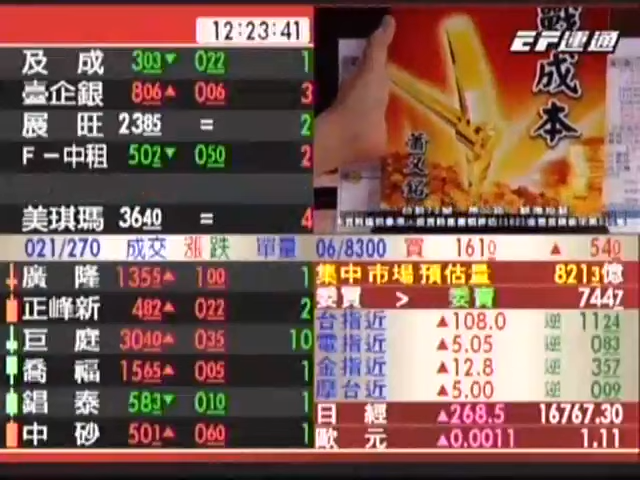 12:23:41
及成 303▼ 022 1
臺企銀 806▲ 006 3
展旺 2385 = 2
F-中租 502▼ 050 2
美琪瑪 3640 = 4
021/270 成交 漲跌 單量
廣隆 1355▲ 100 1
正峰新 482▲ 022 2
巨庭 3040▲ 035 10
喬福 1565▲ 005 1
錩泰 583▼ 010 1
中砂 501▲ 060 1
EF運通
成本
06/8300 買 1610 ▲ 540
集中市場預估量 8213億
委買 > 委賣 7447
台指近 ▲108.0 逆 1124
電指近 ▲5.05 逆 083
金指近 ▲12.8 逆 357
摩台近 ▲5.00 逆 009
日經 ▲268.5 16767.30
歐元 ▲0.0011 1.11